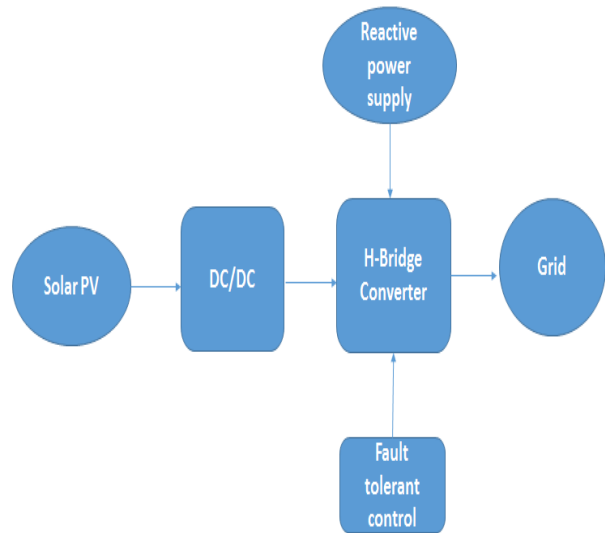 Reactive
power
supply
Solar PV
DC/DC
H-Bridge
Converter
Grid
Fault
tolerant
control